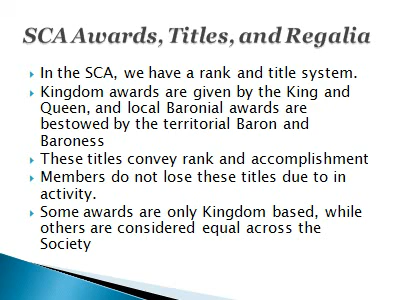 SCA Awards, Titles, and Regalia
In the SCA, we have a rank and title system.
Kingdom awards are given by the King and
Queen, and local Baronial awards are
bestowed by the territorial Baron and
Baroness
These titles convey rank and accomplishment
Members do not lose these titles due to in
activity.
Some awards are only Kingdom based, while
others are considered equal across the
Society